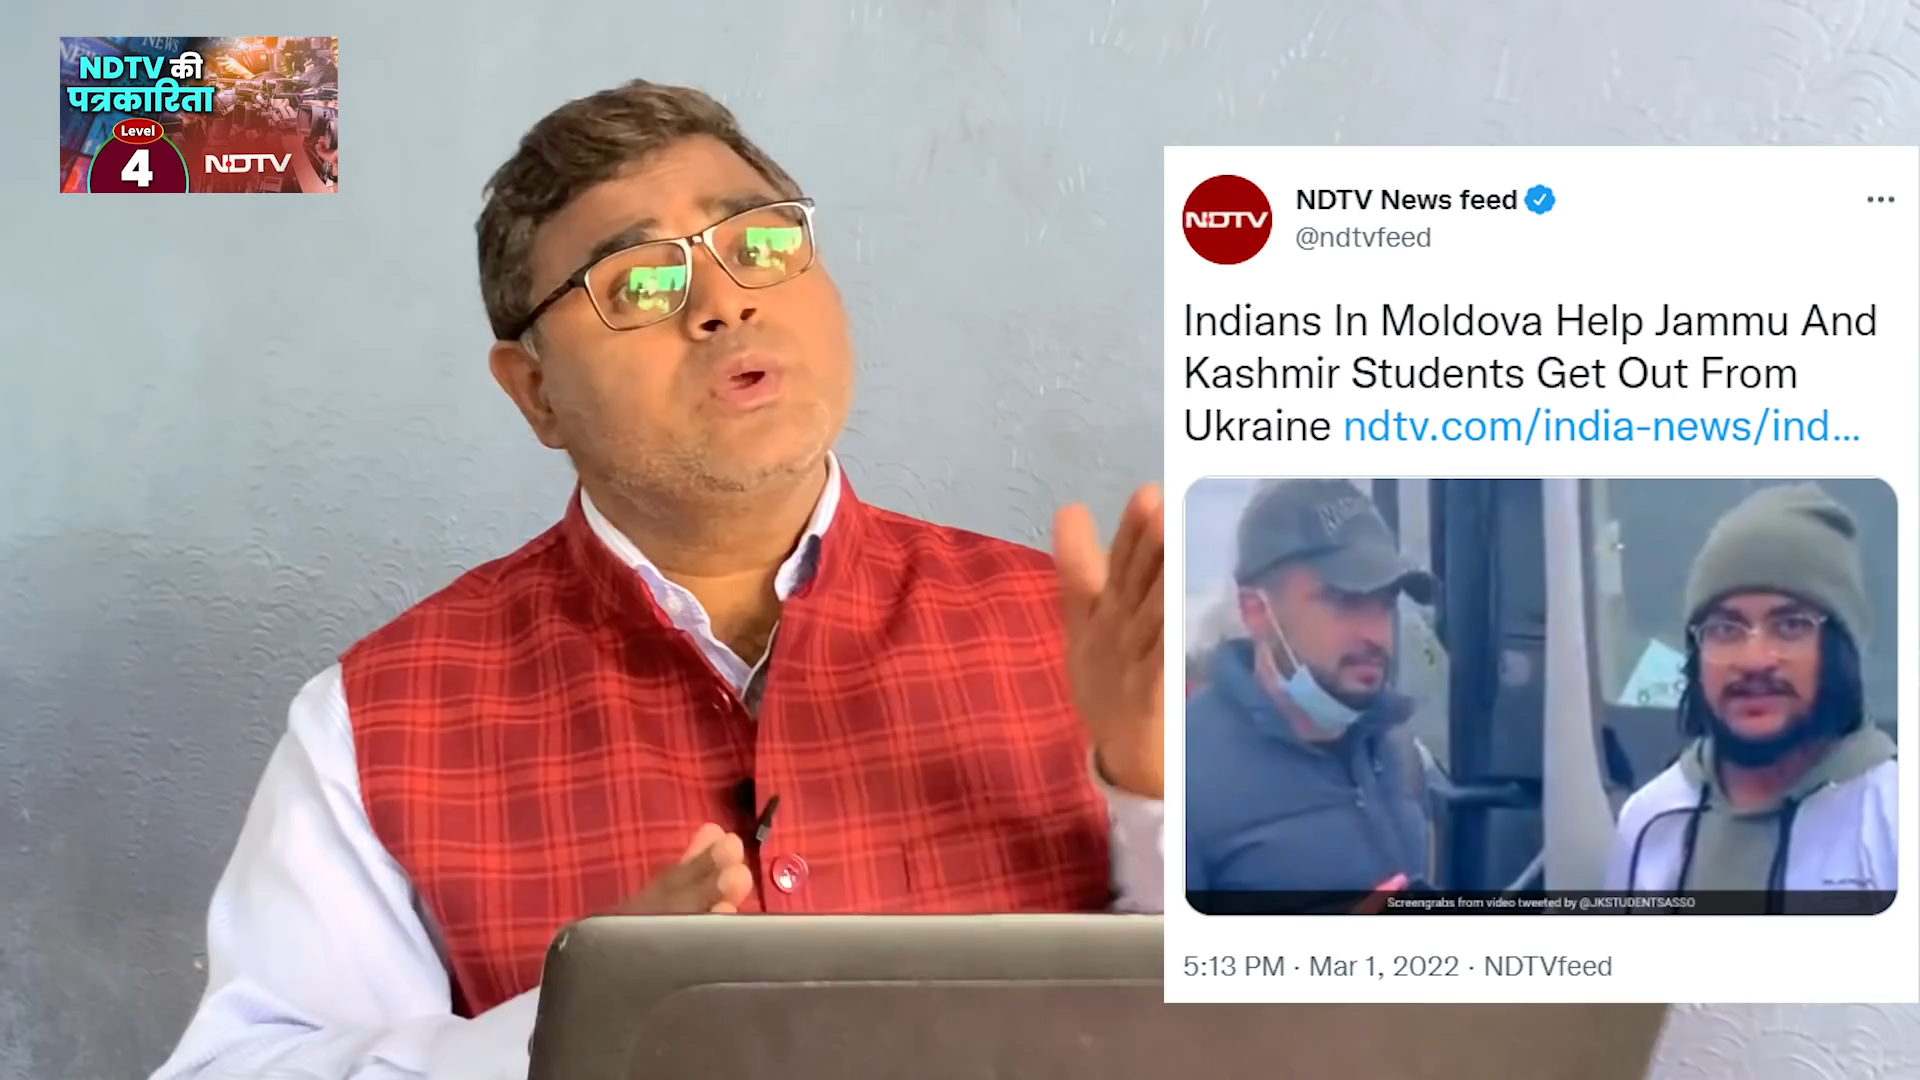 NEWS
NDTV की
पत्रकारिता
Level
4
NDTV
NDTV
NDTV News feed
@ndtvfeed
Indians In Moldova Help Jammu And
Kashmir Students Get Out From
Ukraine ndtv.com/india-news/ind...
Screengrabs from video tweeted by @JKSTUDENTSASSO
5:13 PM · Mar 1, 2022 · NDTVfeed